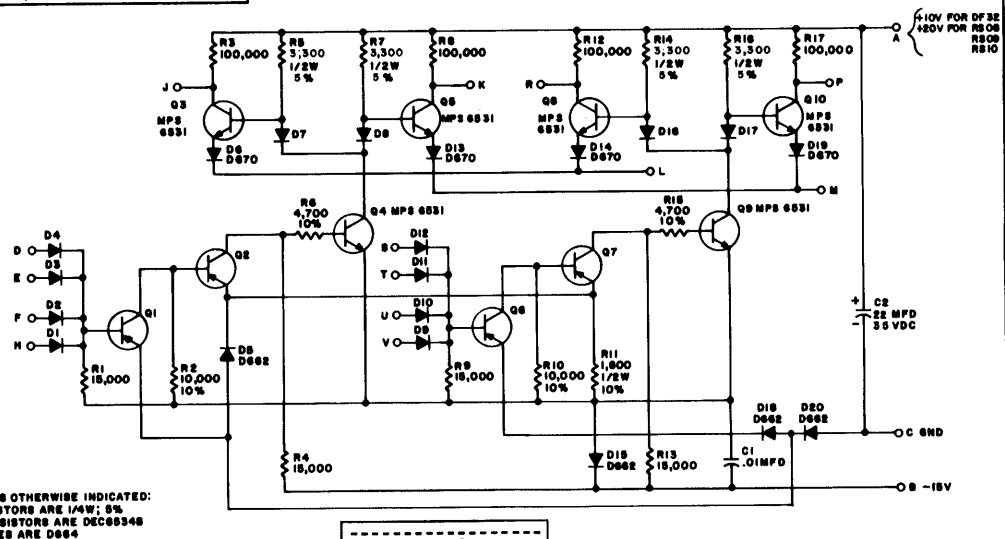 A
+10V FOR DF32
+20V FOR RS08
RS09
RS10
R3
100,000
R5
3,300
1/2W
5%
R7
3,300
1/2W
5%
R8
100,000
R12
100,000
R14
3,300
1/2W
5%
R16
3,300
1/2W
5%
R17
100,000
J
K
R
P
Q3
MPS
6531
Q5
MPS 6531
Q8
MPS
6531
Q10
MPS
6531
D7
D8
D16
D17
D6
D670
D13
D670
D14
D670
D19
D670
L
M
R6
4,700
10%
Q4 MPS 6531
R15
4,700
10%
Q9 MPS 6531
D
D4
E
D3
F
D2
H
D1
Q1
Q2
S
D12
T
D11
U
D10
V
D9
Q6
Q7
R1
15,000
R2
10,000
10%
D5
D662
R9
15,000
R10
10,000
10%
R11
1,800
1/2W
10%
+
-
C2
22 MFD
35 VDC
D18
D662
D20
D662
C GND
R4
15,000
D15
D662
R13
15,000
C1
.01MFD
B -15V
S OTHERWISE INDICATED:
ISTORS ARE 1/4W; 5%
SISTORS ARE DEC6534B
ES ARE D664